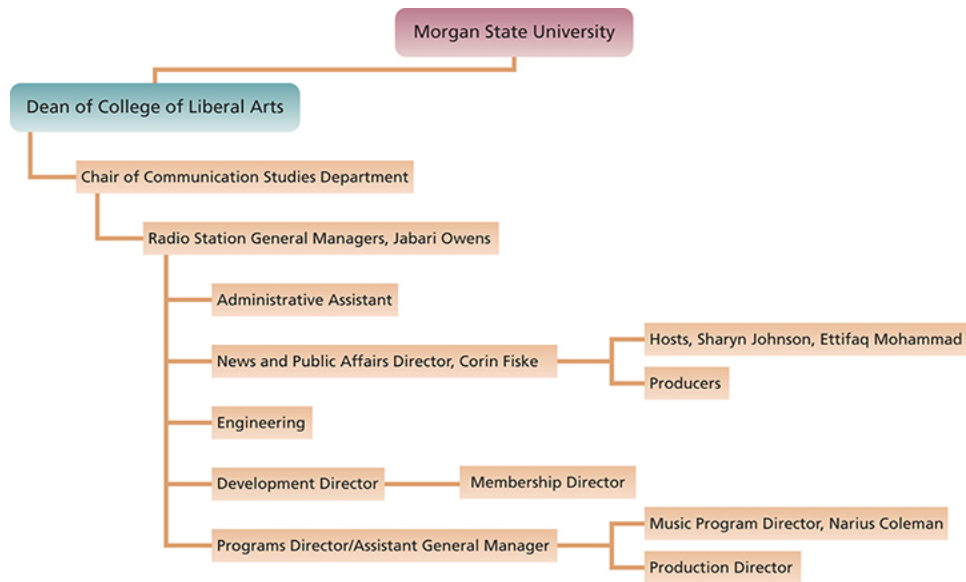 Morgan State University
Dean of College of Liberal Arts
Chair of Communication Studies Department
Radio Station General Managers, Jabari Owens
Administrative Assistant
News and Public Affairs Director, Corin Fiske
Hosts, Sharyn Johnson, Ettifaq Mohammad
Producers
Engineering
Development Director
Membership Director
Programs Director/Assistant General Manager
Music Program Director, Narius Coleman
Production Director